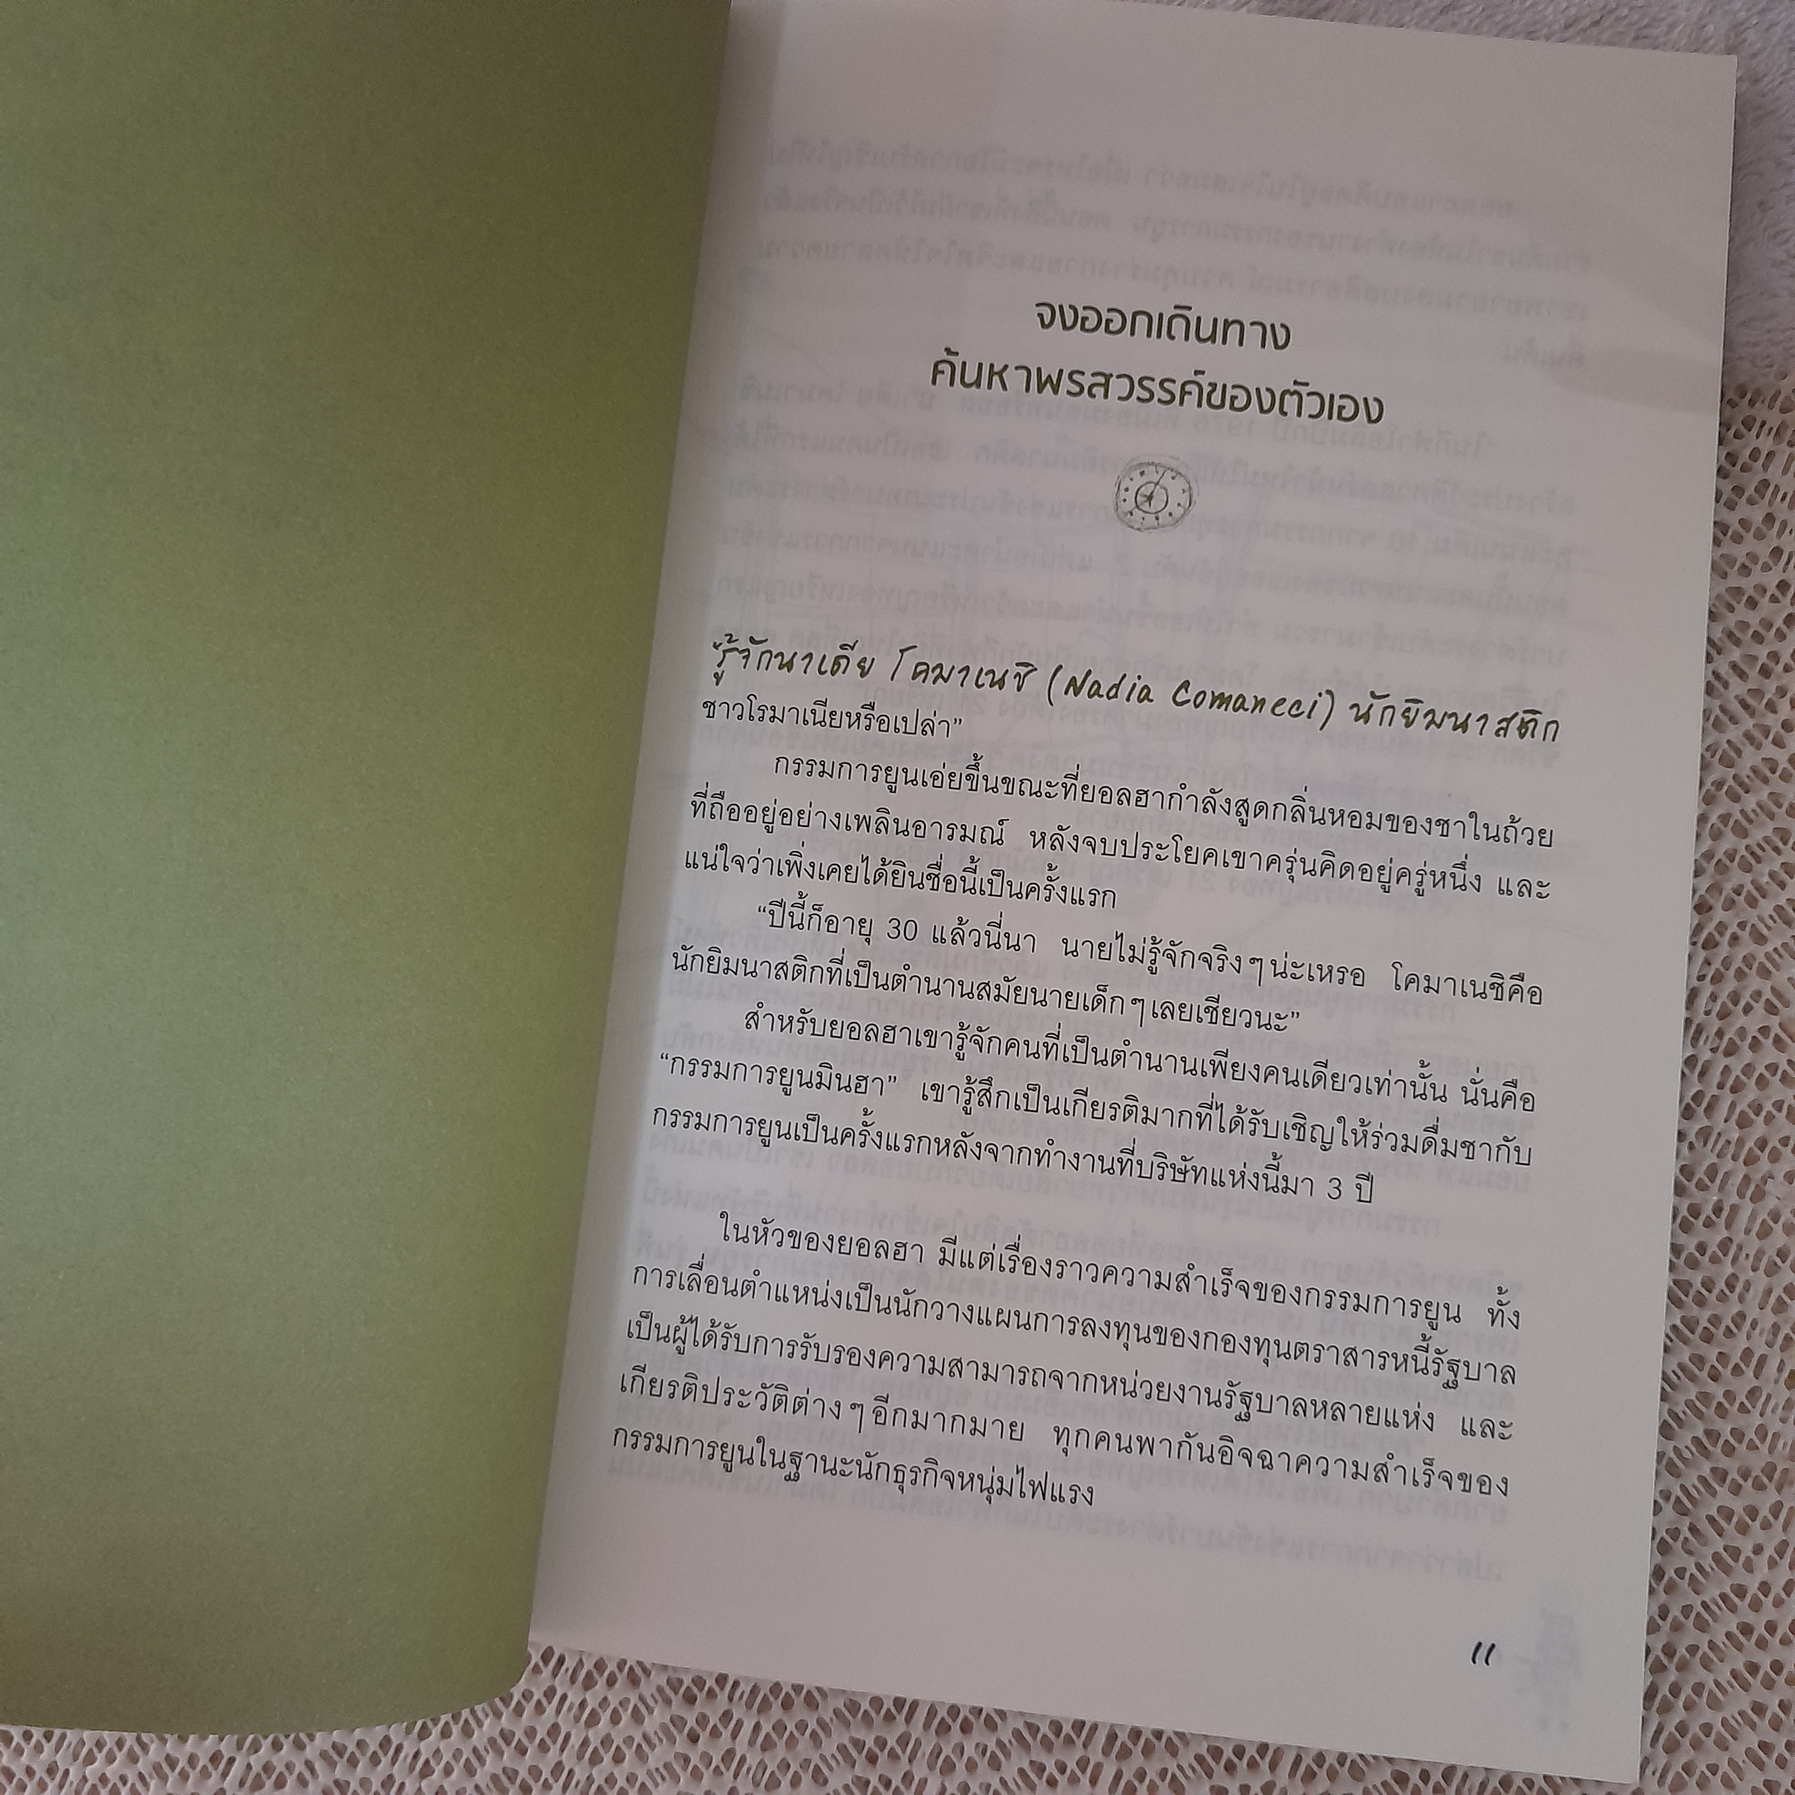 จงออกเดินทาง
ค้นหาพรสวรรค์ของตัวเอง
“รู้จักนาเดีย โคมาเนชี (Nadia Comaneci) นักยิมนาสติก
ชาวโรมาเนียหรือเปล่า”
กรรมการยูนเอ่ยขึ้นขณะที่ยอลฮากำลังสูดกลิ่นหอมของชาในถ้วย
ที่ถืออยู่อย่างเพลินอารมณ์ หลังจบประโยคเขาครุ่นคิดอยู่ครู่หนึ่ง และ
แน่ใจว่าเพิ่งเคยได้ยินชื่อนี้เป็นครั้งแรก
“ปีนี้ก็อายุ 30 แล้วนี่นา นายไม่รู้จักจริงๆน่ะเหรอ โคมาเนชีคือ
นักยิมนาสติกที่เป็นตำนานสมัยนายเด็กๆเลยเชียวนะ”
สำหรับยอลฮาเขารู้จักคนที่เป็นตำนานเพียงคนเดียวเท่านั้น นั่นคือ
“กรรมการยูนมินฮา” เขารู้สึกเป็นเกียรติมากที่ได้รับเชิญให้ร่วมดื่มชากับ
กรรมการยูนเป็นครั้งแรกหลังจากทำงานที่บริษัทแห่งนี้มา 3 ปี
ในหัวของยอลฮา มีแต่เรื่องราวความสำเร็จของกรรมการยูน ทั้ง
การเลื่อนตำแหน่งเป็นนักวางแผนการลงทุนของกองทุนตราสารหนี้รัฐบาล
เป็นผู้ได้รับการรับรองความสามารถจากหน่วยงานรัฐบาลหลายแห่ง และ
เกียรติประวัติต่างๆอีกมากมาย ทุกคนพากันอิจฉาความสำเร็จของ
กรรมการยูนในฐานะนักธุรกิจหนุ่มไฟแรง
11